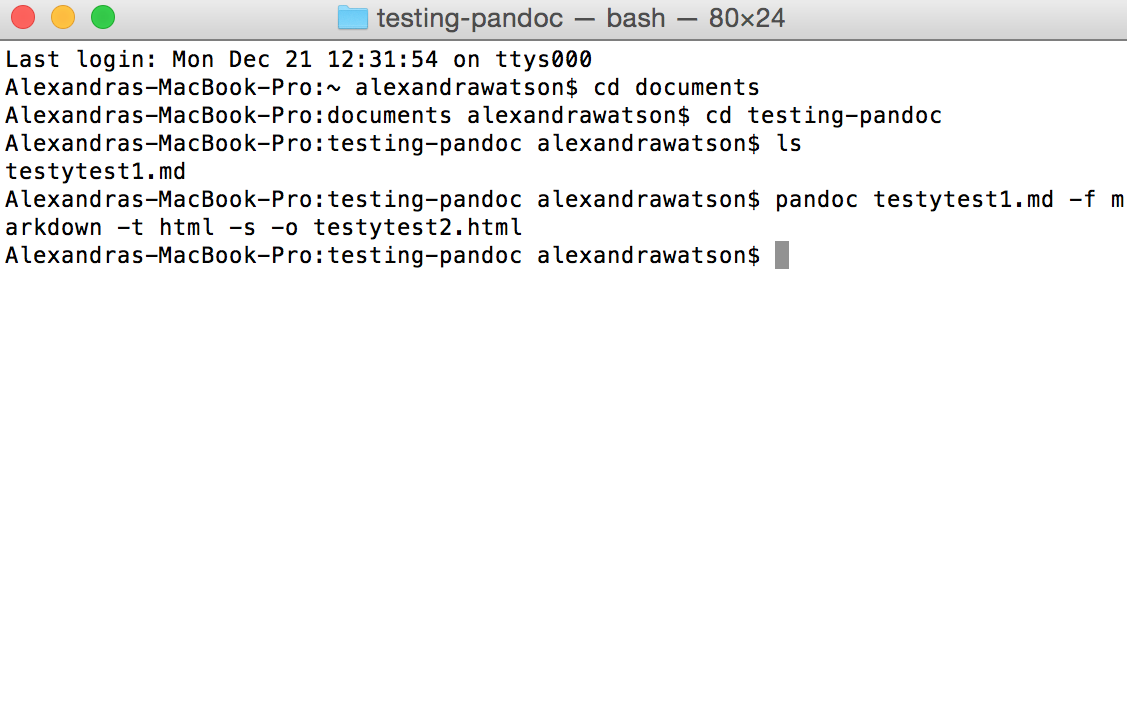 testing-pandoc — bash — 80×24
Last login: Mon Dec 21 12:31:54 on ttys000
Alexandras-MacBook-Pro:~ alexandrawatson$ cd documents
Alexandras-MacBook-Pro:documents alexandrawatson$ cd testing-pandoc
Alexandras-MacBook-Pro:testing-pandoc alexandrawatson$ ls
testytest1.md
Alexandras-MacBook-Pro:testing-pandoc alexandrawatson$ pandoc testytest1.md -f m
arkdown -t html -s -o testytest2.html
Alexandras-MacBook-Pro:testing-pandoc alexandrawatson$